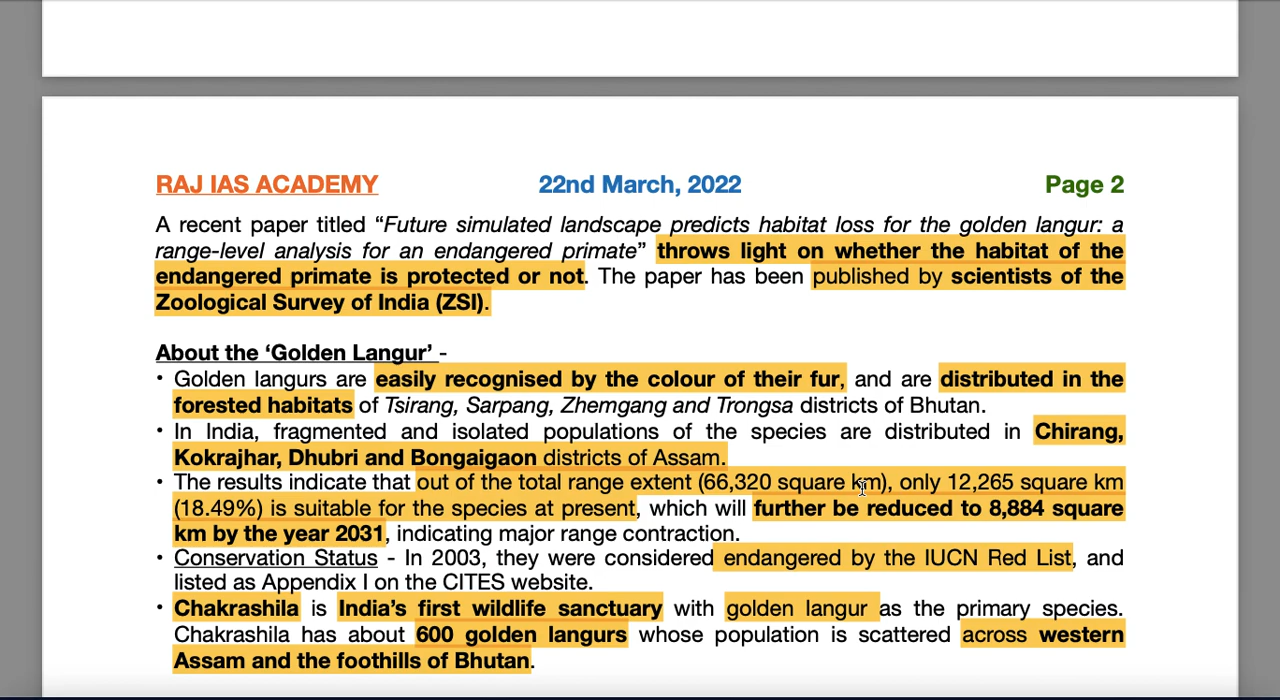 RAJ IAS ACADEMY 22nd March, 2022 Page 2
A recent paper titled “Future simulated landscape predicts habitat loss for the golden langur: a
range-level analysis for an endangered primate” throws light on whether the habitat of the
endangered primate is protected or not. The paper has been published by scientists of the
Zoological Survey of India (ZSI).
About the ‘Golden Langur’ -
• Golden langurs are easily recognised by the colour of their fur, and are distributed in the
forested habitats of Tsirang, Sarpang, Zhemgang and Trongsa districts of Bhutan.
• In India, fragmented and isolated populations of the species are distributed in Chirang,
Kokrajhar, Dhubri and Bongaigaon districts of Assam.
• The results indicate that out of the total range extent (66,320 square km), only 12,265 square km
(18.49%) is suitable for the species at present, which will further be reduced to 8,884 square
km by the year 2031, indicating major range contraction.
• Conservation Status - In 2003, they were considered endangered by the IUCN Red List, and
listed as Appendix I on the CITES website.
• Chakrashila is India’s first wildlife sanctuary with golden langur as the primary species.
Chakrashila has about 600 golden langurs whose population is scattered across western
Assam and the foothills of Bhutan.